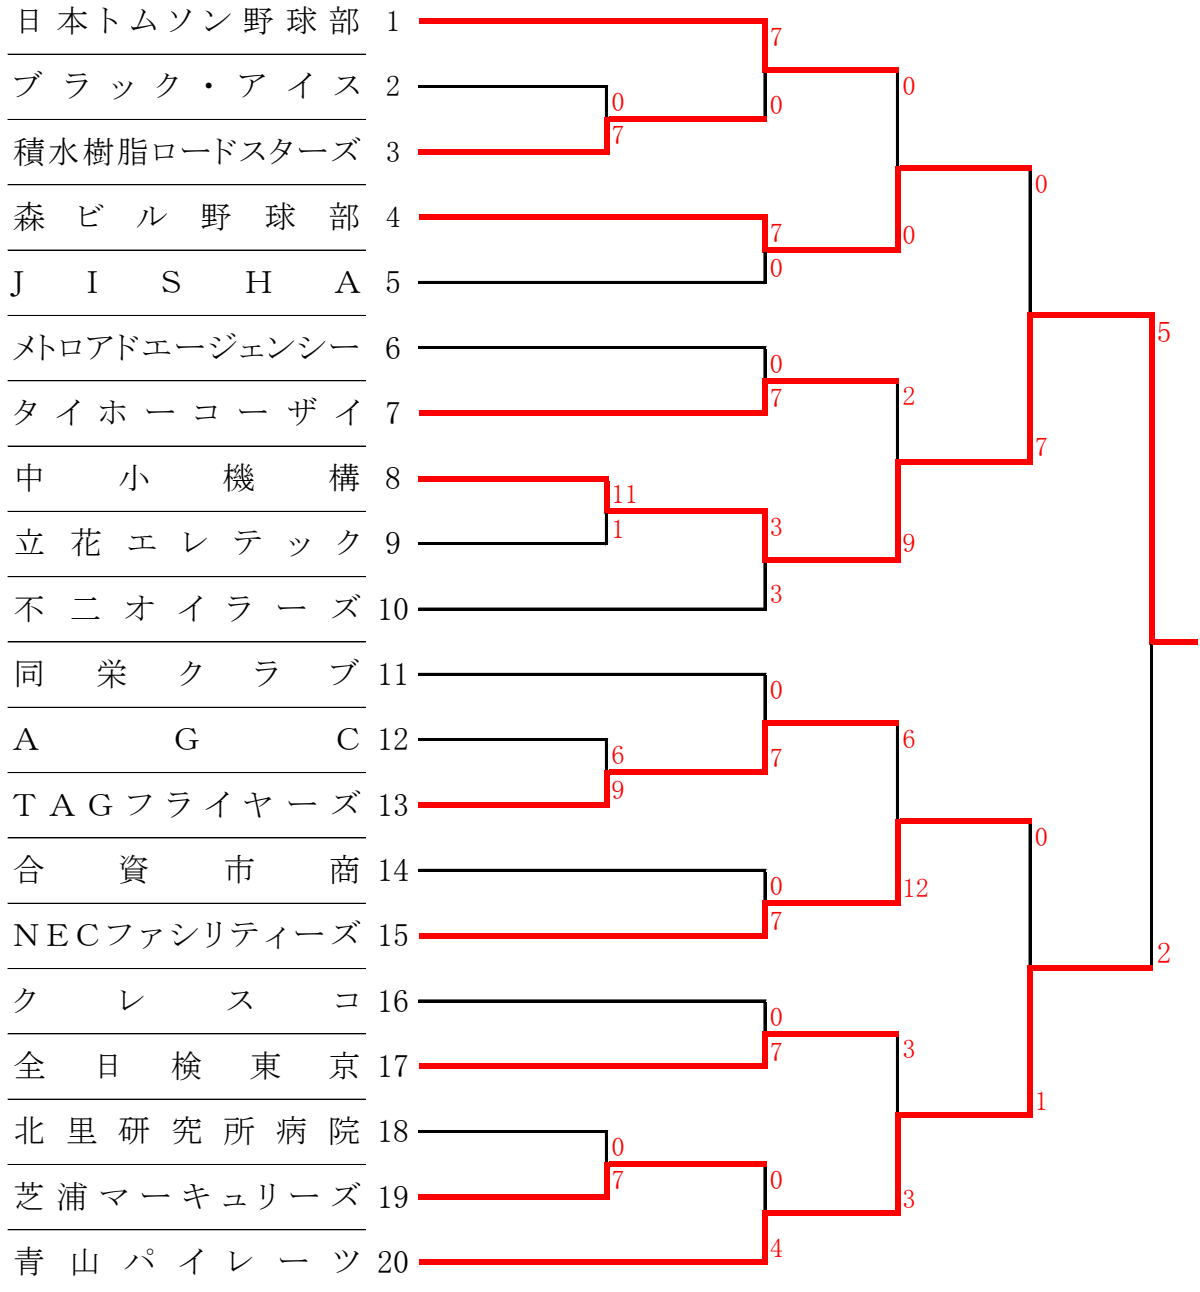 日本トムソン野球部 1
ブラック・アイス 2
積水樹脂ロードスターズ 3
森ビル野球部 4
JISHA 5
メトロアドエージェンシー 6
タイホーコーザイ 7
中小機構 8
立花エレテック 9
不二オイラーズ 10
同栄クラブ 11
AGC 12
TAGフライヤーズ 13
合資市商 14
NECファシリティーズ 15
クレスコ 16
全日検東京 17
北里研究所病院 18
芝浦マーキュリーズ 19
青山パイレーツ 20
0
7
11
1
6
9
0
7
7
0
7
0
0
7
3
3
0
7
0
7
0
7
0
4
0
0
2
9
6
12
3
3
0
7
0
1
5
2